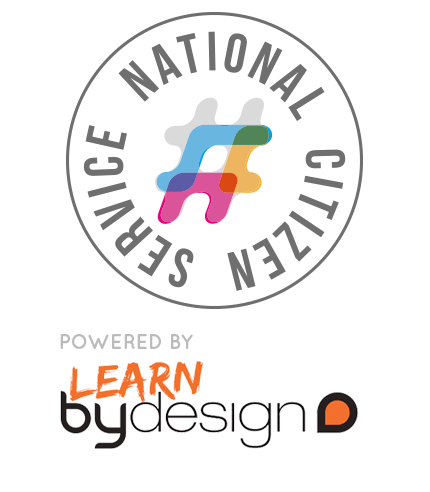 NATIONAL CITIZEN SERVICE
POWERED BY
LEARN
bydesign